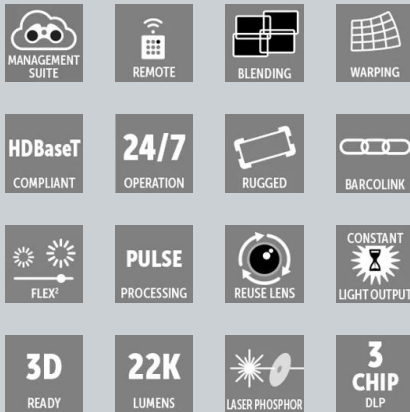 MANAGEMENT
SUITE
REMOTE
BLENDING
WARPING
HDBaseT
COMPLIANT
24/7
OPERATION
RUGGED
BARCOLINK
FLEX²
PULSE
PROCESSING
REUSE LENS
CONSTANT
LIGHT OUTPUT
3D
READY
22K
LUMENS
LASER PHOSPHOR
3
CHIP
DLP